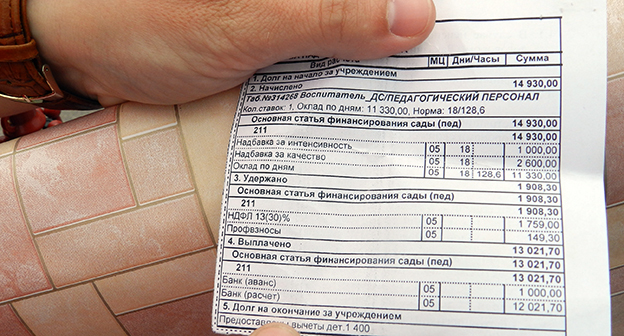 Вид расчета МЦ Дни/Часы Сумма
1. Долг на начало за учреждением
2. Начислено 14 930,00
Таб.№314268 Воспитатель_ДС/ПЕДАГОГИЧЕСКИЙ ПЕРСОНАЛ
Кол.ставок: 1, Оклад по дням: 11 330,00, Норма: 18/128,6
Основная статья финансирования сады (пед) 14 930,00
211 14 930,00
Надбавка за интенсивность 05 18 1 000,00
Надбавка за качество 05 18 2 600,00
Оклад по дням 05 18 128,6 11 330,00
3. Удержано 1 908,30
Основная статья финансирования сады (пед) 1 908,30
211 1 908,30
НДФЛ 13(30)% 05 1 759,00
Профвзносы 05 149,30
4. Выплачено 13 021,70
Основная статья финансирования сады (пед) 13 021,70
211 13 021,70
Банк (аванс) 05 1 000,00
Банк (расчет) 05 12 021,70
5. Долг на окончание за учреждением
вычеты дет.1 400